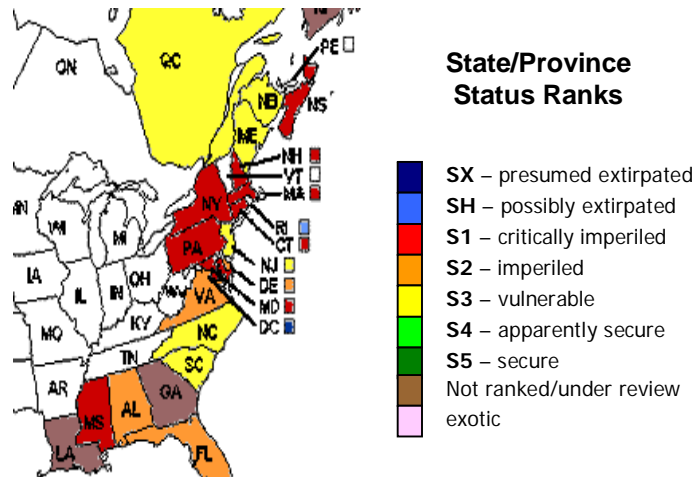 PE
ON
QC
NB
NS
ME
NH
VT
MA
NY
RI
CT
WI
MI
PA
NJ
DE
MD
DC
IA
IL
IN
OH
VA
MO
KY
NC
TN
SC
AR
MS
AL
GA
LA
FL
State/Province
Status Ranks
SX – presumed extirpated
SH – possibly extirpated
S1 – critically imperiled
S2 – imperiled
S3 – vulnerable
S4 – apparently secure
S5 – secure
Not ranked/under review
exotic